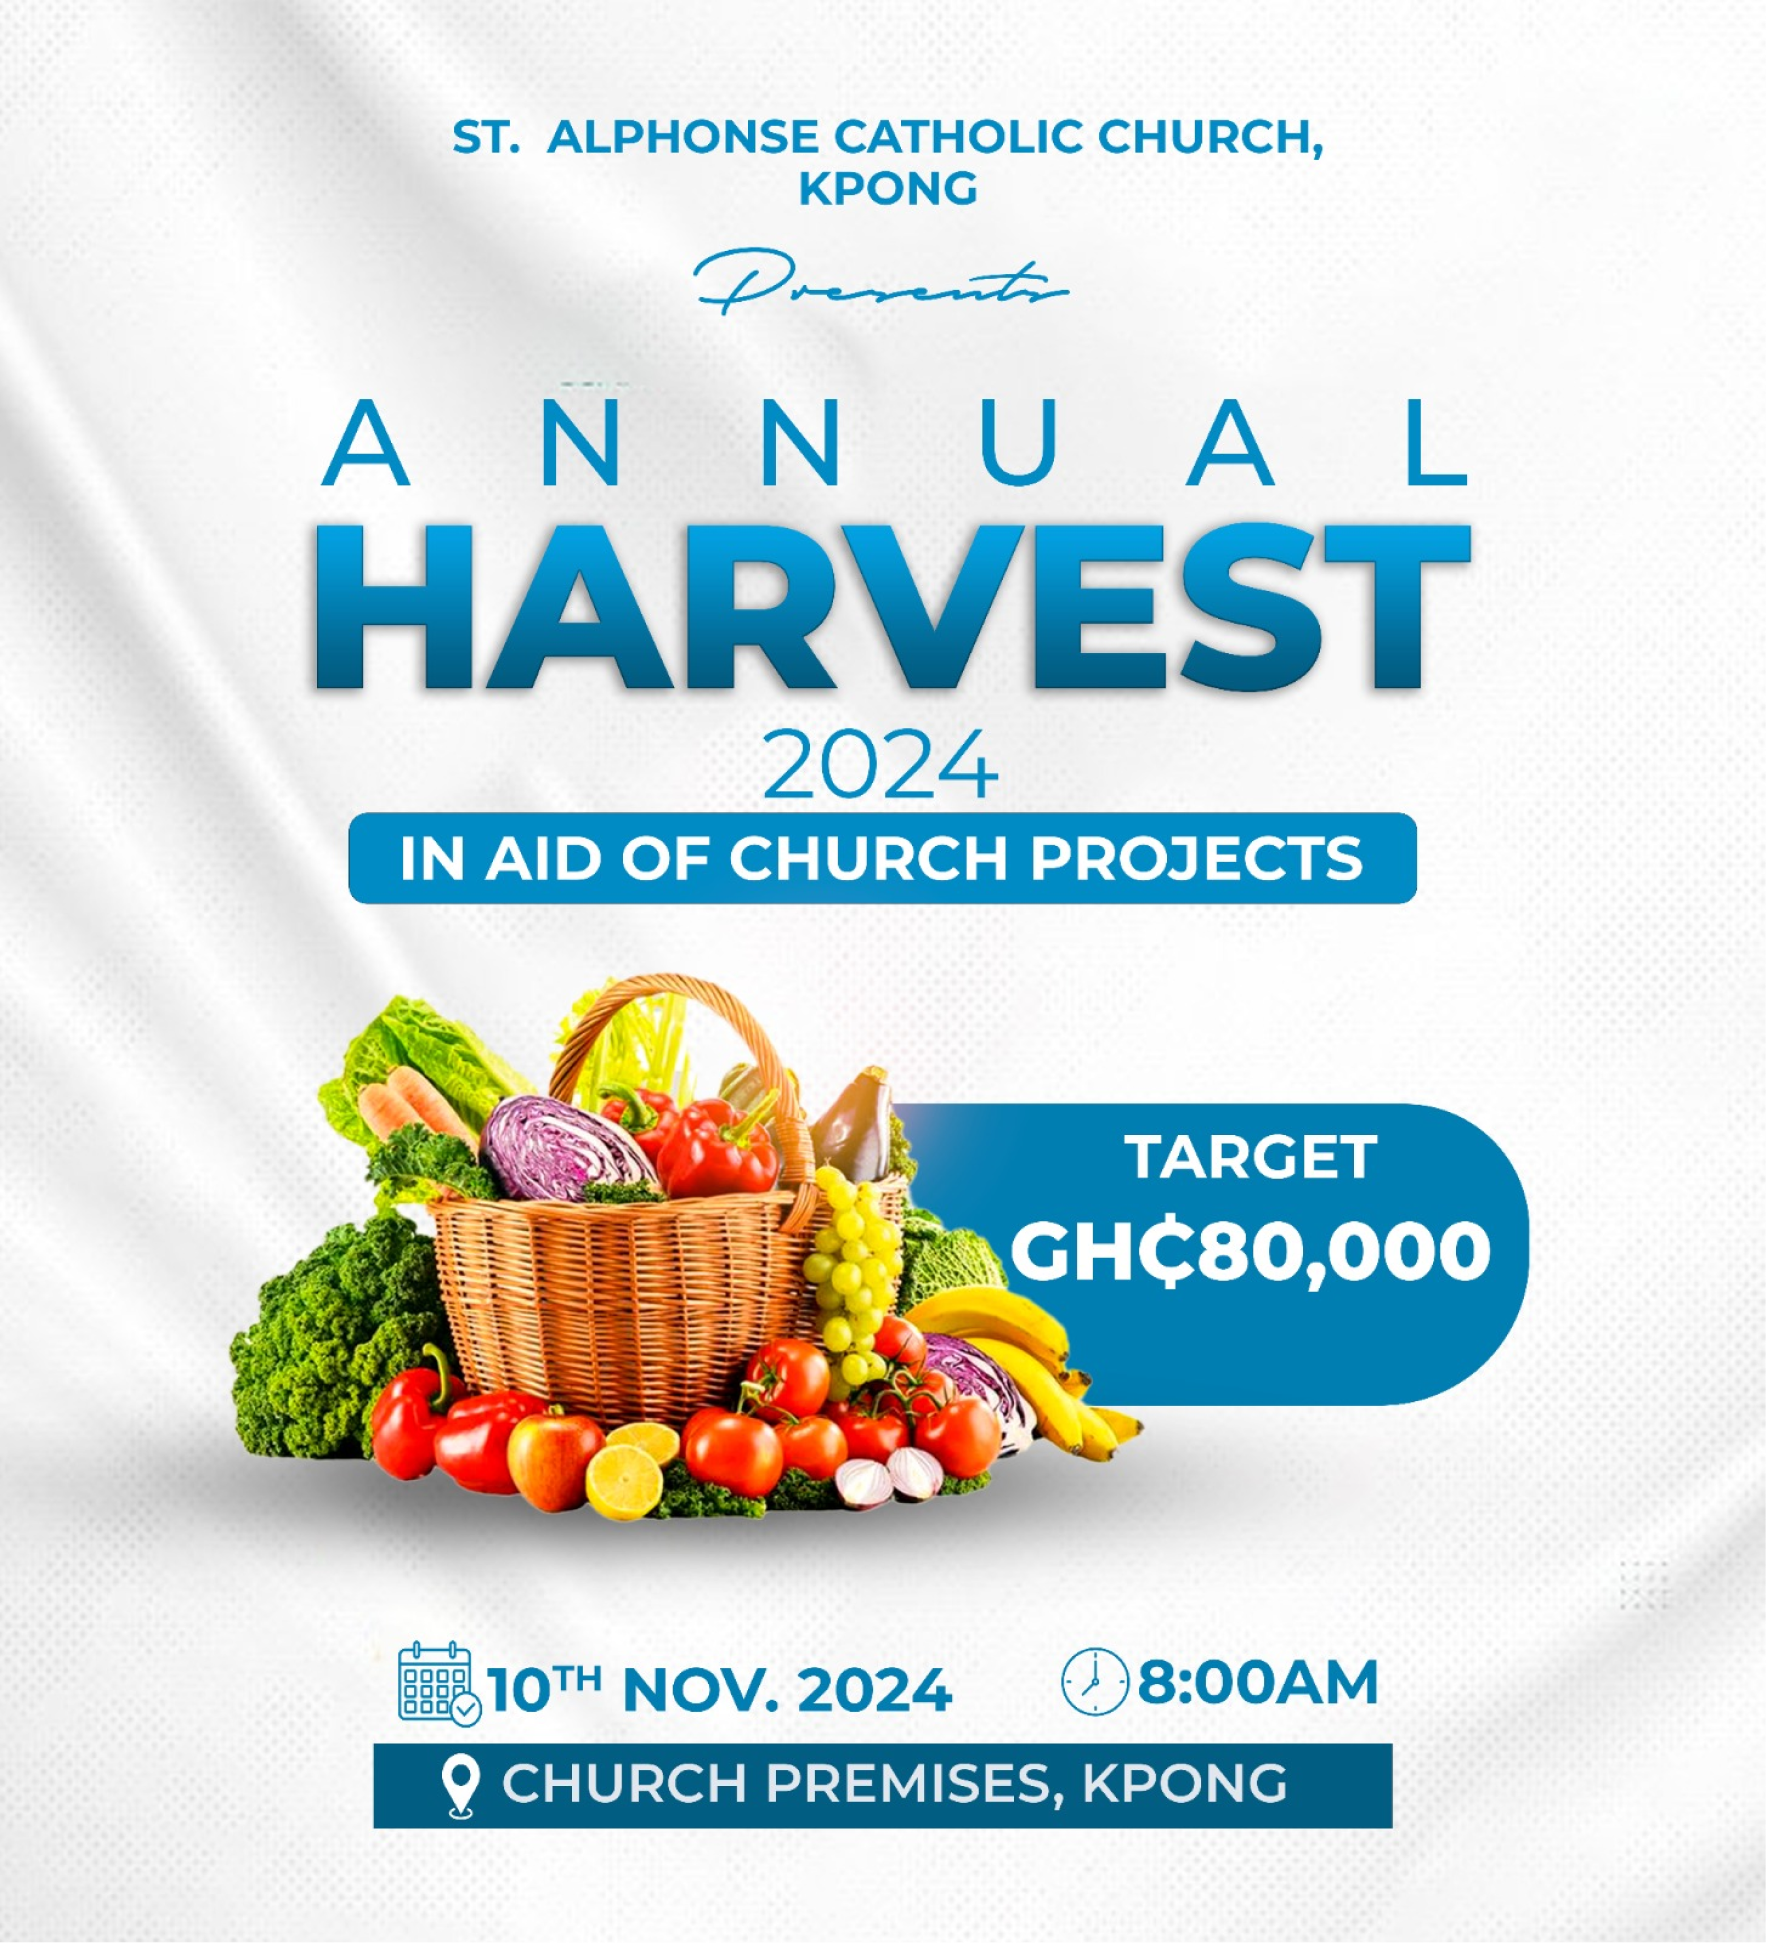 ST. ALPHONSE CATHOLIC CHURCH,
KPONG
Presents
ANNUAL
HARVEST
2024
IN AID OF CHURCH PROJECTS
TARGET
GH₵80,000
10TH NOV. 2024
8:00AM
CHURCH PREMISES, KPONG